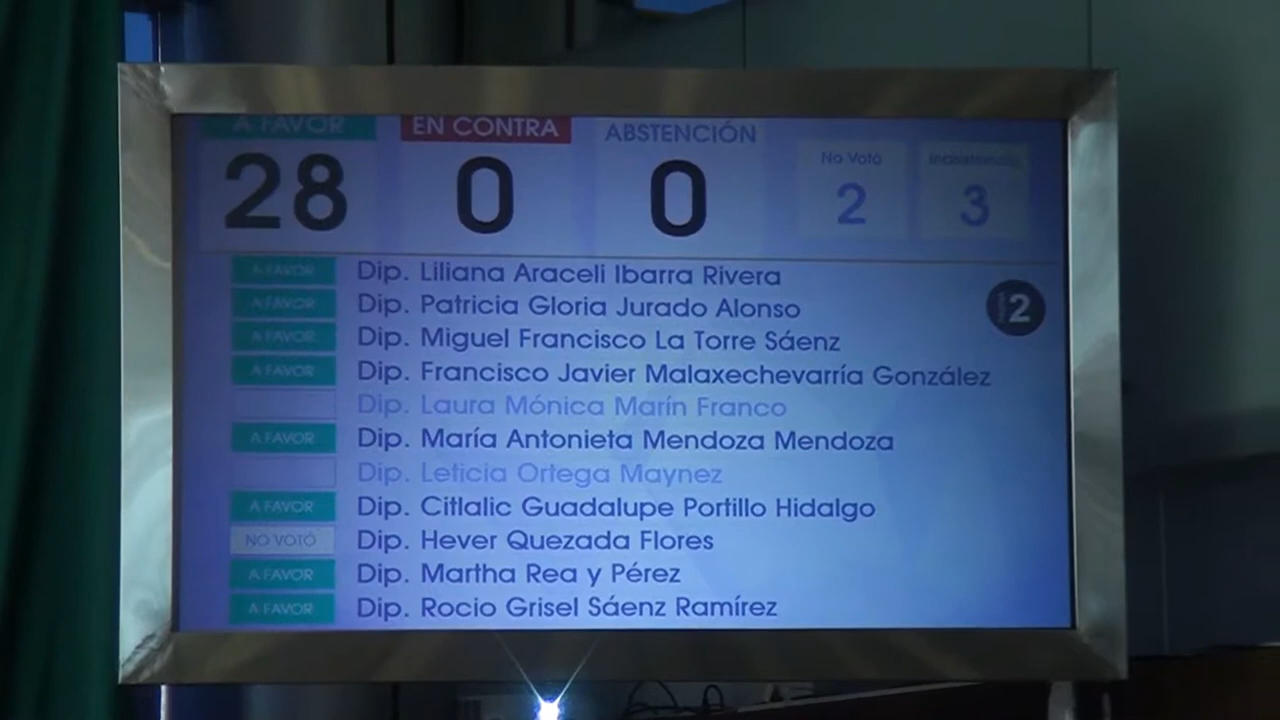 A FAVOR EN CONTRA ABSTENCIÓN No Votó
28 0 0 2 3
A FAVOR Dip. Liliana Araceli Ibarra Rivera
A FAVOR Dip. Patricia Gloria Jurado Alonso 2
A FAVOR Dip. Miguel Francisco La Torre Sáenz
A FAVOR Dip. Francisco Javier Malaxechevarría González
Dip. Laura Mónica Marín Franco
A FAVOR Dip. María Antonieta Mendoza Mendoza
Dip. Leticia Ortega Maynez
A FAVOR Dip. Citlalic Guadalupe Portillo Hidalgo
NO VOTÓ Dip. Hever Quezada Flores
A FAVOR Dip. Martha Rea y Pérez
A FAVOR Dip. Rocio Grisel Sáenz Ramírez